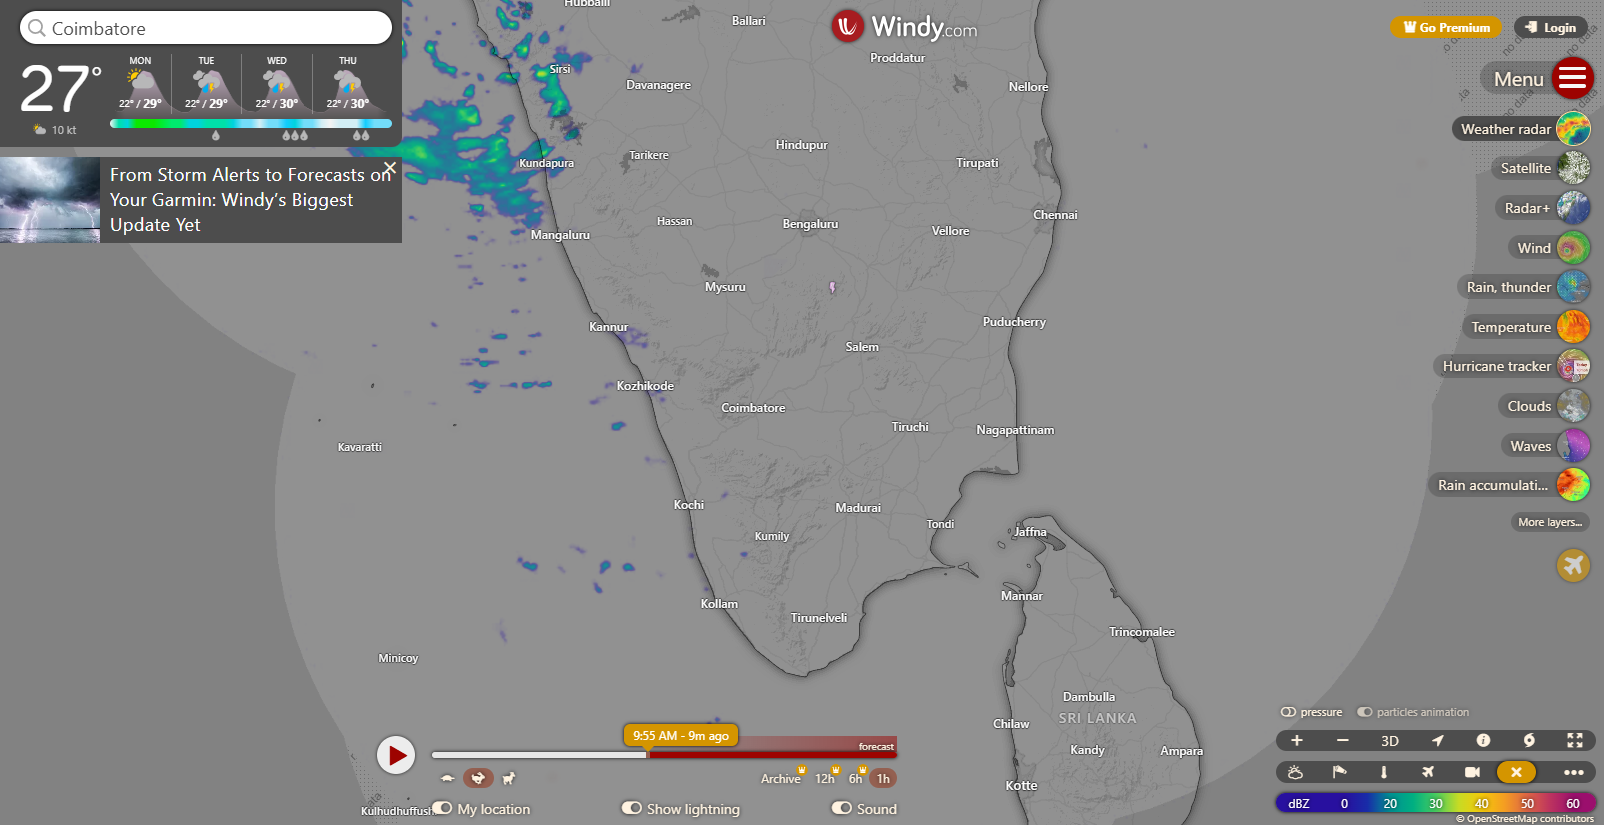 Coimbatore
27°
10 kt
MON
22° / 29°
TUE
22° / 29°
WED
22° / 30°
THU
22° / 30°
From Storm Alerts to Forecasts on
Your Garmin: Windy's Biggest
Update Yet
Windy.com
Go Premium
Login
Menu
no data
no data
no data
Weather radar
Satellite
Radar+
Wind
Rain, thunder
Temperature
Hurricane tracker
Clouds
Waves
Rain accumulati...
More layers...
Hubballi
Ballari
Proddatur
Sirsi
Davanagere
Nellore
Hindupur
Tarikere
Kundapura
Tirupati
Hassan
Bengaluru
Chennai
Mangaluru
Vellore
Mysuru
Kannur
Puducherry
Salem
Kozhikode
Coimbatore
Tiruchi
Nagapattinam
Kavaratti
Kochi
Madurai
Tondi
Jaffna
Kumily
Mannar
Kollam
Tirunelveli
Trincomalee
Minicoy
Dambulla
SRI LANKA
Chilaw
Kandy
Ampara
Kotte
Kulhudhuffushi
9:55 AM - 9m ago
forecast
Archive
12h
6h
1h
My location
Show lightning
Sound
pressure
particles animation
+
−
3D
dBZ 0 20 30 40 50 60
© OpenStreetMap contributors